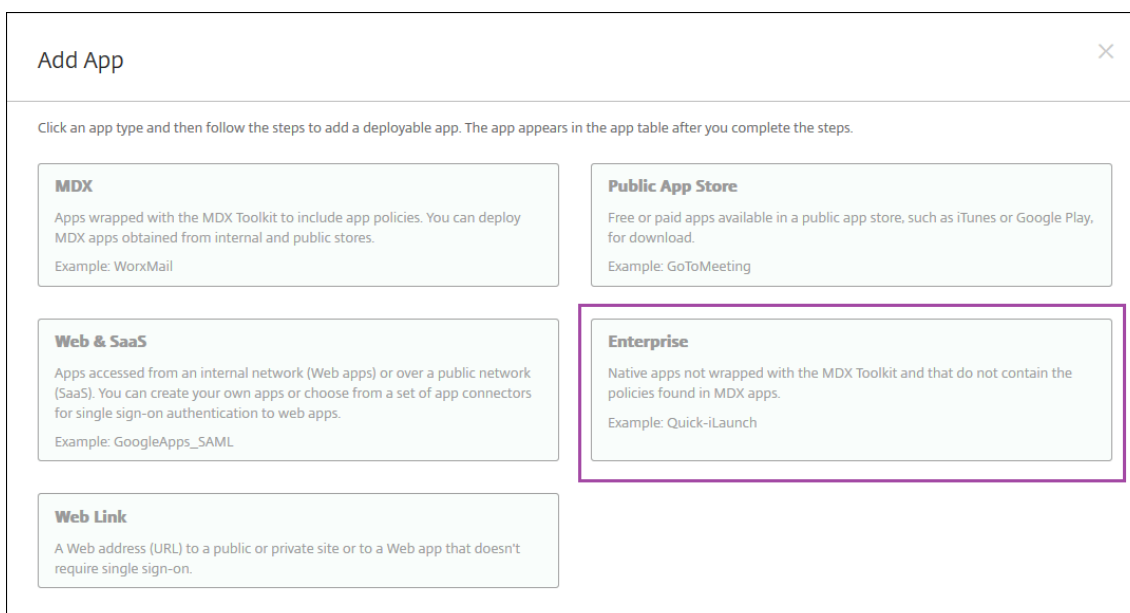 Add App
Click an app type and then follow the steps to add a deployable app. The app appears in the app table after you complete the steps.
MDX
Apps wrapped with the MDX Toolkit to include app policies. You can deploy
MDX apps obtained from internal and public stores.
Example: WorxMail
Public App Store
Free or paid apps available in a public app store, such as iTunes or Google Play,
for download.
Example: GoToMeeting
Web & SaaS
Apps accessed from an internal network (Web apps) or over a public network
(SaaS). You can create your own apps or choose from a set of app connectors
for single sign-on authentication to web apps.
Example: GoogleApps_SAML
Enterprise
Native apps not wrapped with the MDX Toolkit and that do not contain the
policies found in MDX apps.
Example: Quick-iLaunch
Web Link
A Web address (URL) to a public or private site or to a Web app that doesn't
require single sign-on.